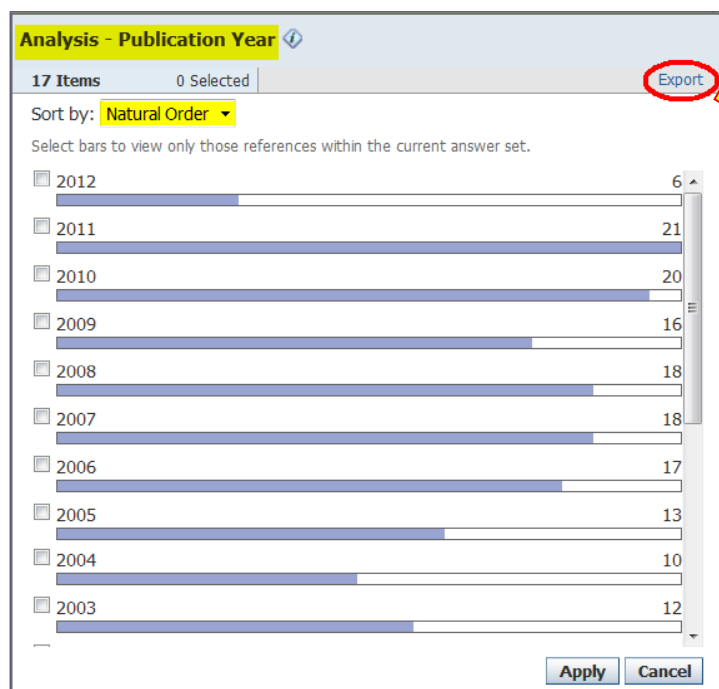 Analysis - Publication Year
17 Items 0 Selected Export
Sort by: Natural Order
Select bars to view only those references within the current answer set.
2012 6
2011 21
2010 20
2009 16
2008 18
2007 18
2006 17
2005 13
2004 10
2003 12
Apply Cancel